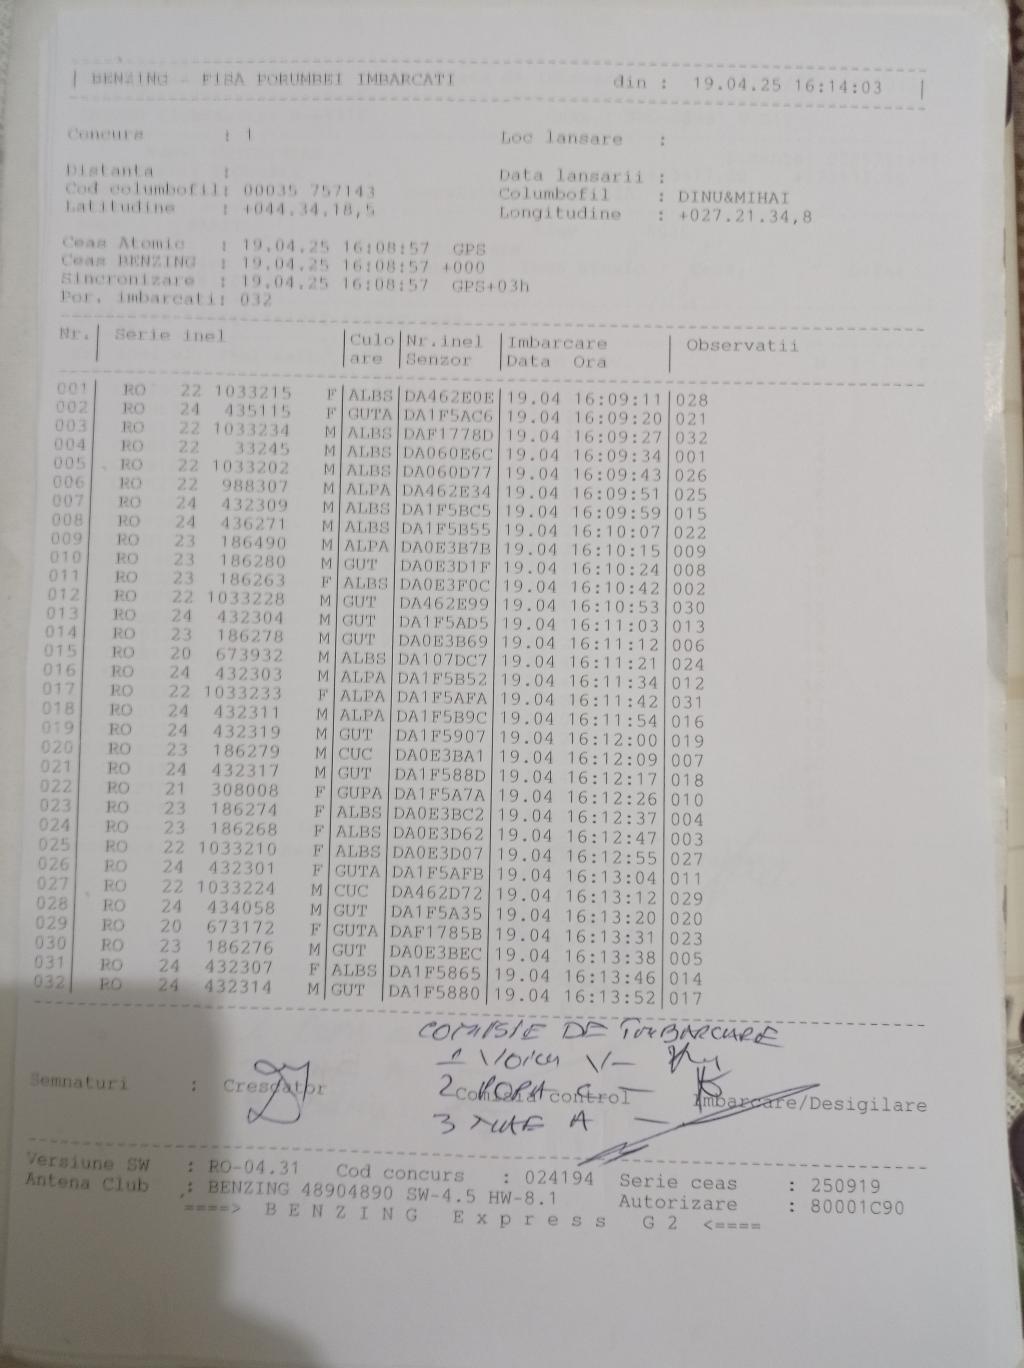 BENZING - FISA PORUMBEI IMBARCATI din : 19.04.25 16:14:03
Concurs : 1 Loc lansare :
Distanta : Data lansarii :
Cod columbofil: 00035 757143 Columbofil : DINU&MIHAI
Latitudine : +044.34.18,5 Longitudine : +027.21.34,8
Ceas Atomic : 19.04.25 16:08:57 GPS
Ceas BENZING : 19.04.25 16:08:57 +000
Sincronizare : 19.04.25 16:08:57 GPS+03h
Por. imbarcati: 032
Nr. Serie inel Culo Nr.inel Imbarcare Observatii
are Senzor Data Ora
001 RO 22 1033215 F ALBS DA462E0E 19.04 16:09:11 028
002 RO 24 435115 F GUTA DA1F5AC6 19.04 16:09:20 021
003 RO 22 1033234 M ALBS DAF1778D 19.04 16:09:27 032
004 RO 22 33245 M ALBS DA060E6C 19.04 16:09:34 001
005 RO 22 1033202 M ALBS DA060D77 19.04 16:09:43 026
006 RO 22 988307 M ALPA DA462E34 19.04 16:09:51 025
007 RO 24 432309 M ALBS DA1F5BC5 19.04 16:09:59 015
008 RO 24 436271 M ALBS DA1F5B55 19.04 16:10:07 022
009 RO 23 186490 M ALPA DA0E3B7B 19.04 16:10:15 009
010 RO 23 186280 M GUT DA0E3D1F 19.04 16:10:24 008
011 RO 23 186263 F ALBS DA0E3F0C 19.04 16:10:42 002
012 RO 22 1033228 M GUT DA462E99 19.04 16:10:53 030
013 RO 24 432304 M GUT DA1F5AD5 19.04 16:11:03 013
014 RO 23 186278 M GUT DA0E3B69 19.04 16:11:12 006
015 RO 20 673932 M ALBS DA107DC7 19.04 16:11:21 024
016 RO 24 432303 M ALPA DA1F5B52 19.04 16:11:34 012
017 RO 22 1033233 F ALPA DA1F5AFA 19.04 16:11:42 031
018 RO 24 432311 M ALPA DA1F5B9C 19.04 16:11:54 016
019 RO 24 432319 M GUT DA1F5907 19.04 16:12:00 019
020 RO 23 186279 M CUC DA0E3BA1 19.04 16:12:09 007
021 RO 24 432317 M GUT DA1F588D 19.04 16:12:17 018
022 RO 21 308008 F GUPA DA1F5A7A 19.04 16:12:26 010
023 RO 23 186274 F ALBS DA0E3BC2 19.04 16:12:37 004
024 RO 23 186268 F ALBS DA0E3D62 19.04 16:12:47 003
025 RO 22 1033210 F ALBS DA0E3D07 19.04 16:12:55 027
026 RO 24 432301 F GUTA DA1F5AFB 19.04 16:13:04 011
027 RO 22 1033224 M CUC DA462D72 19.04 16:13:12 029
028 RO 24 434058 M GUT DA1F5A35 19.04 16:13:20 020
029 RO 20 673172 F GUTA DAF1785B 19.04 16:13:31 023
030 RO 23 186276 M GUT DA0E3BEC 19.04 16:13:38 005
031 RO 24 432307 F ALBS DA1F5865 19.04 16:13:46 014
032 RO 24 432314 M GUT DA1F5880 19.04 16:13:52 017
COMISIE DE IMBARCARE
1 Voicu V-
Semnaturi : Crescator 2 POPA Comisia control Imbarcare/Desigilare
3 A -
Versiune SW : RO-04.31 Cod concurs : 024194 Serie ceas : 250919
Antena Club : BENZING 48904890 SW-4.5 HW-8.1 Autorizare : 80001C90
====> B E N Z I N G E x p r e s s G 2 <====